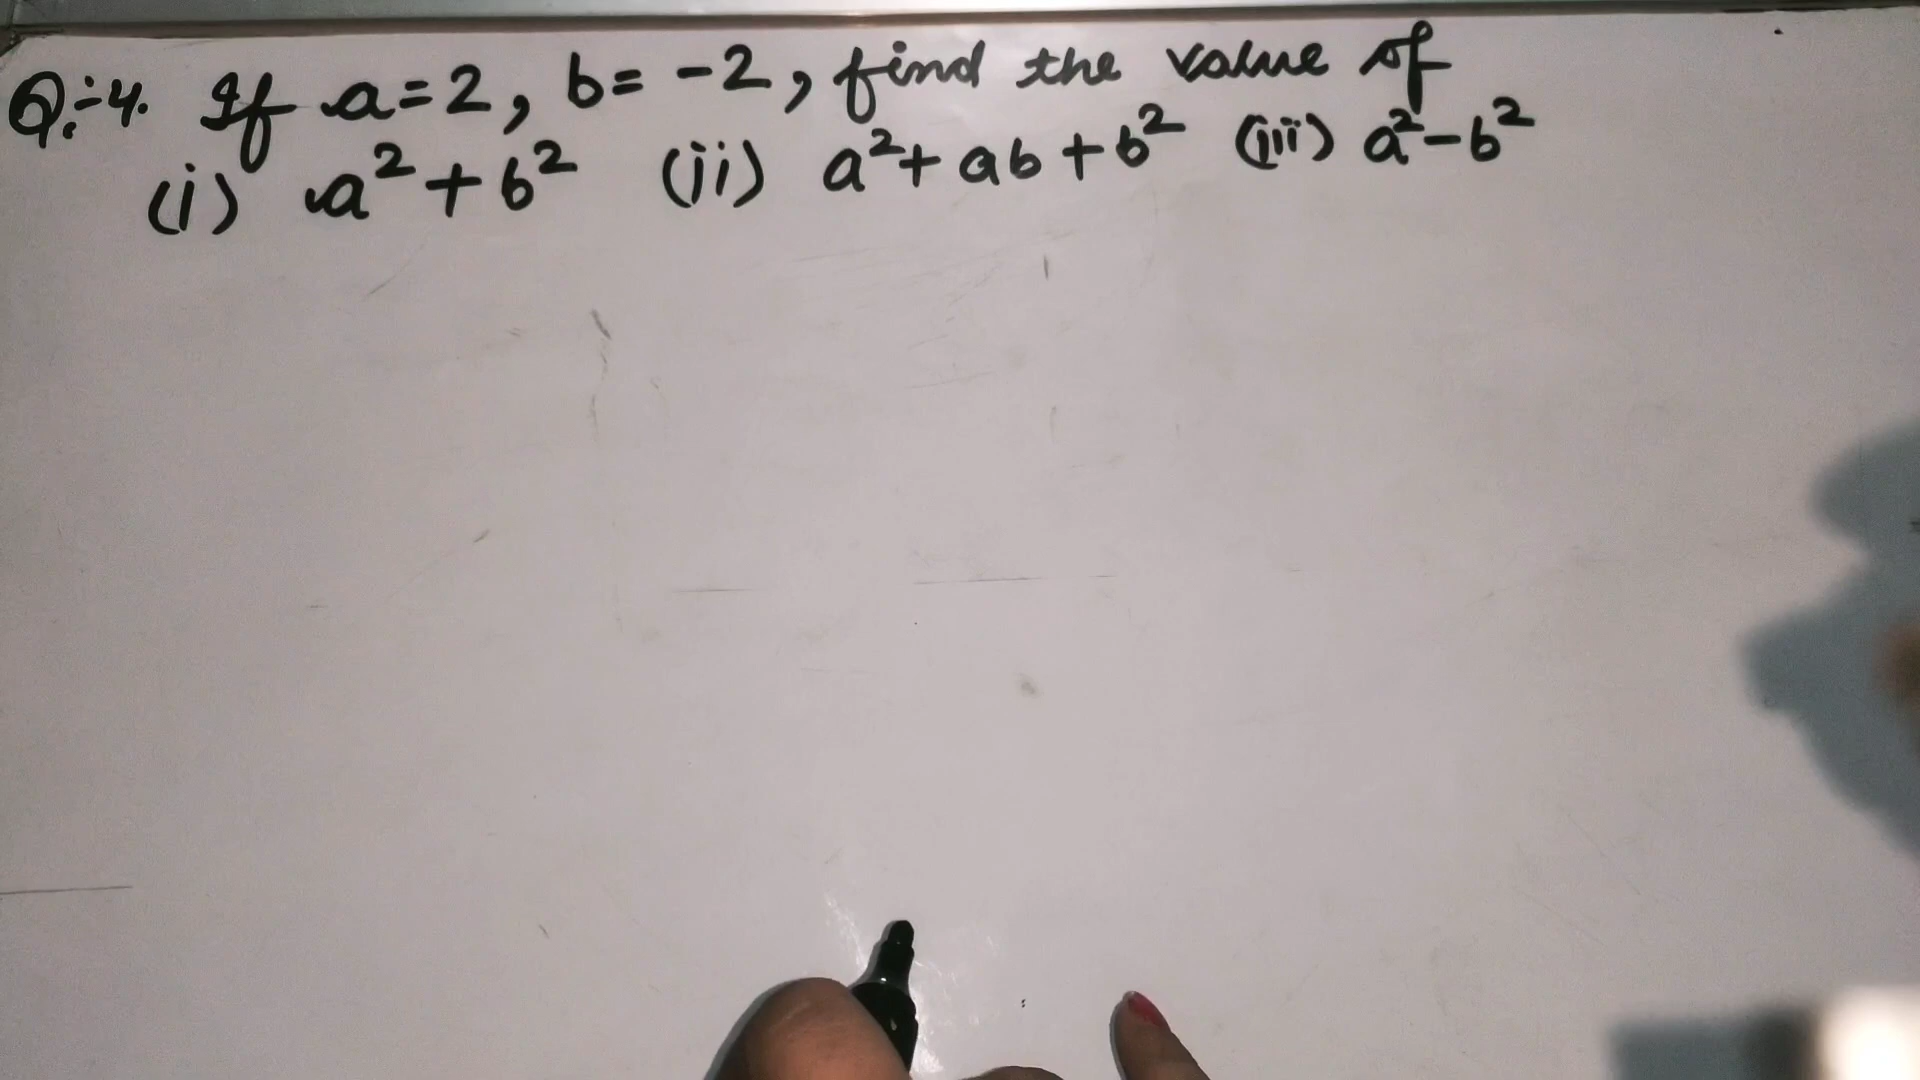 Q:-4. If a=2, b= -2, find the value of
(i) a²+b² (ii) a²+ab+b² (iii) a²-b²